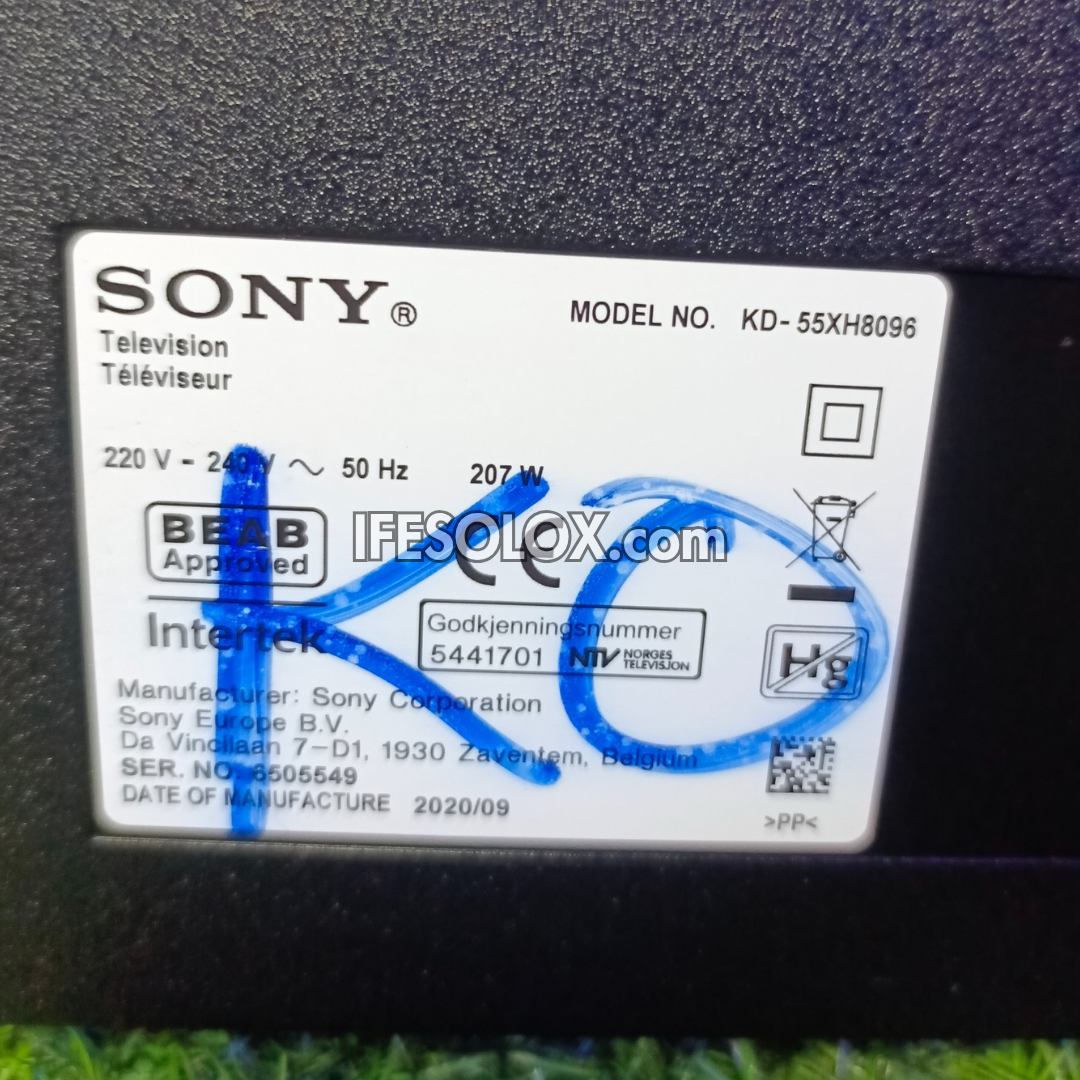 SONY®
MODEL NO. KD-55XH8096
Television
Téléviseur
220 V - 240 V ~ 50 Hz 207 W
BEAB
Approved
IFESOLOX.com
CE
Intertek
Godkjenningsnummer
5441701 NTV NORGES TELEVISJON
Hg
Manufacturer: Sony Corporation
Sony Europe B.V.
Da Vincilaan 7-D1, 1930 Zaventem, Belgium
SER. NO. 6505549
DATE OF MANUFACTURE 2020/09
>PP<
KO